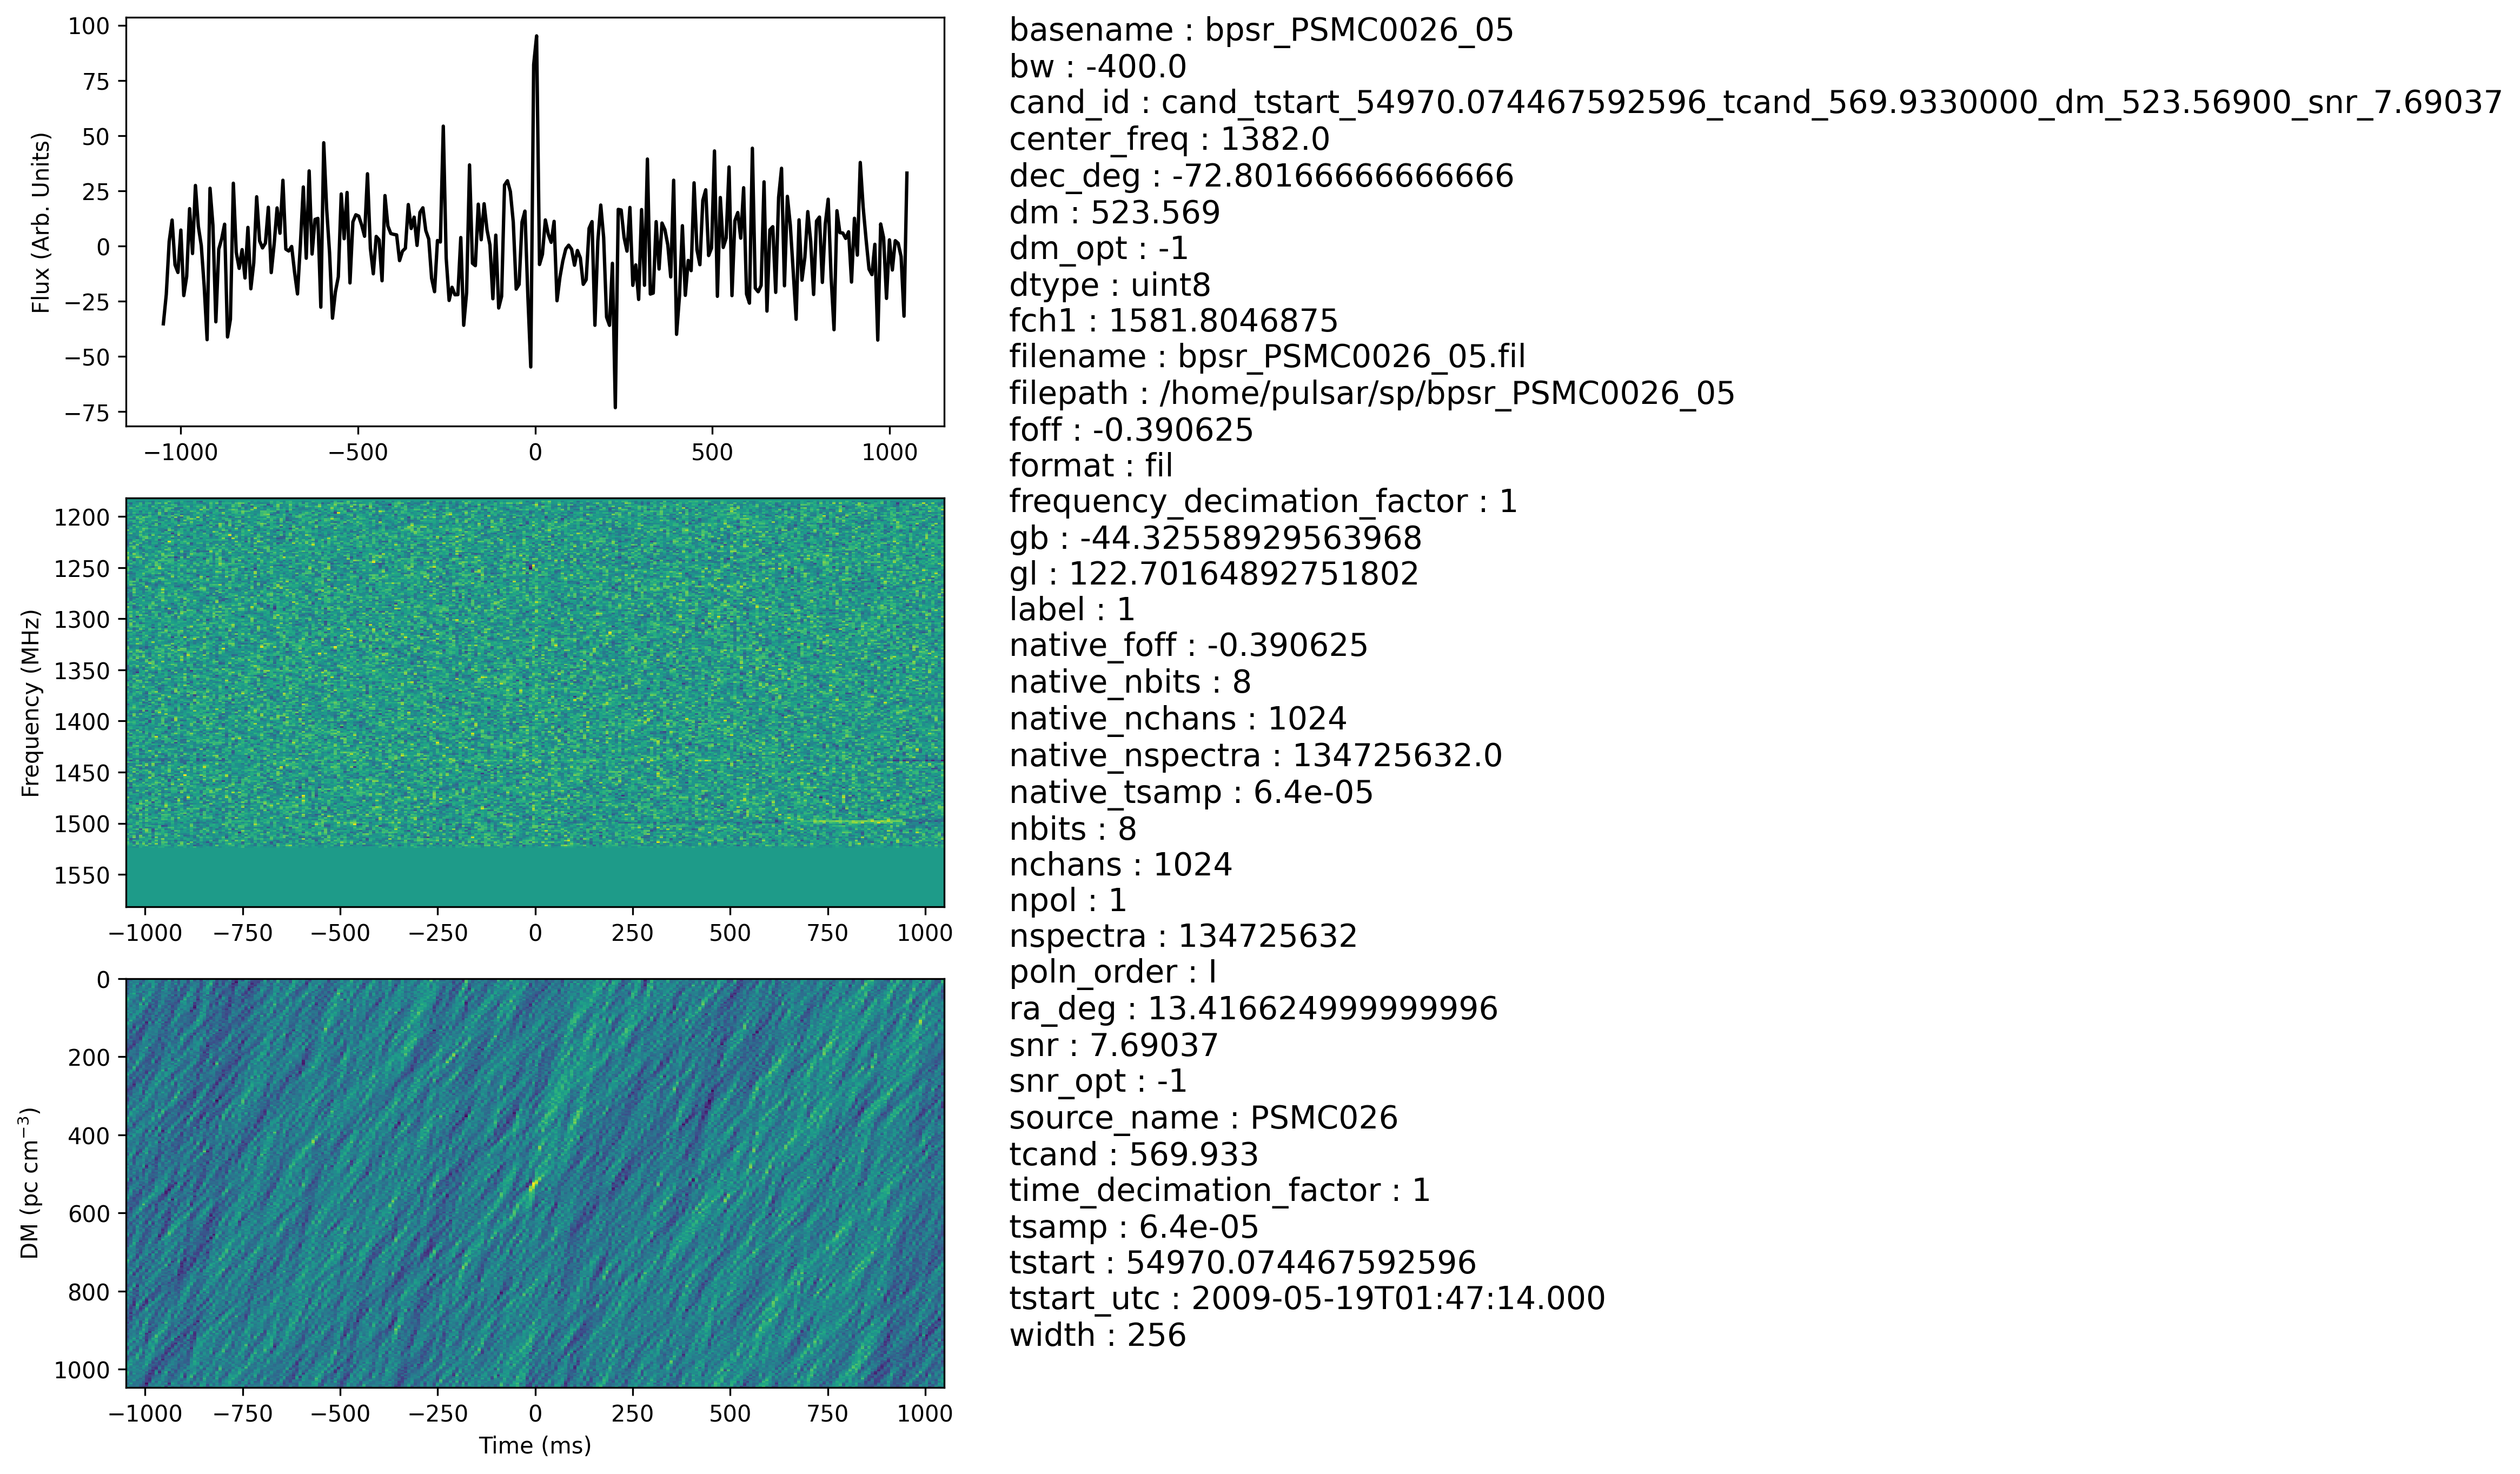 100
75
50
25
0
−25
−50
−75
Flux (Arb. Units)
−1000 −500 0 500 1000
1200
1250
1300
1350
1400
1450
1500
1550
Frequency (MHz)
−1000 −750 −500 −250 0 250 500 750 1000
0
200
400
600
800
1000
DM (pc cm⁻³)
−1000 −750 −500 −250 0 250 500 750 1000
Time (ms)
basename : bpsr_PSMC0026_05
bw : -400.0
cand_id : cand_tstart_54970.074467592596_tcand_569.9330000_dm_523.56900_snr_7.69037
center_freq : 1382.0
dec_deg : -72.80166666666666
dm : 523.569
dm_opt : -1
dtype : uint8
fch1 : 1581.8046875
filename : bpsr_PSMC0026_05.fil
filepath : /home/pulsar/sp/bpsr_PSMC0026_05
foff : -0.390625
format : fil
frequency_decimation_factor : 1
gb : -44.32558929563968
gl : 122.70164892751802
label : 1
native_foff : -0.390625
native_nbits : 8
native_nchans : 1024
native_nspectra : 134725632.0
native_tsamp : 6.4e-05
nbits : 8
nchans : 1024
npol : 1
nspectra : 134725632
poln_order : I
ra_deg : 13.416624999999996
snr : 7.69037
snr_opt : -1
source_name : PSMC026
tcand : 569.933
time_decimation_factor : 1
tsamp : 6.4e-05
tstart : 54970.074467592596
tstart_utc : 2009-05-19T01:47:14.000
width : 256